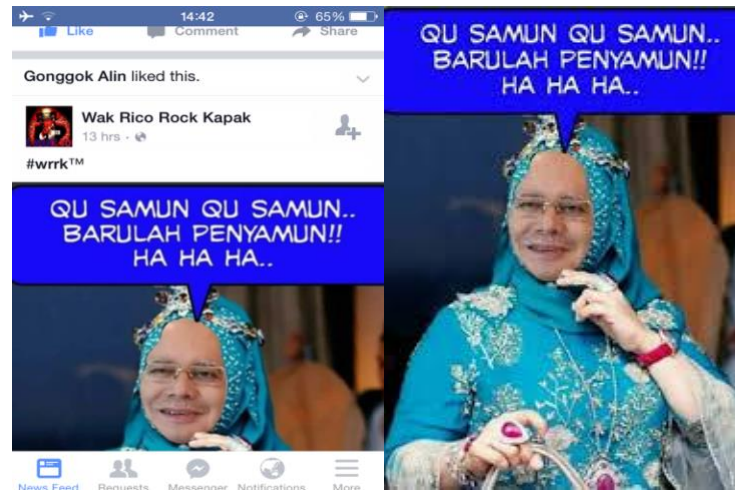 14:42
65%
Like
Comment
Share
Gonggok Alin liked this.
Wak Rico Rock Kapak
13 hrs
#wrrk™
QU SAMUN QU SAMUN..
BARULAH PENYAMUN!!
HA HA HA..
News Feed
Requests
Messenger
Notifications
More
QU SAMUN QU SAMUN..
BARULAH PENYAMUN!!
HA HA HA..